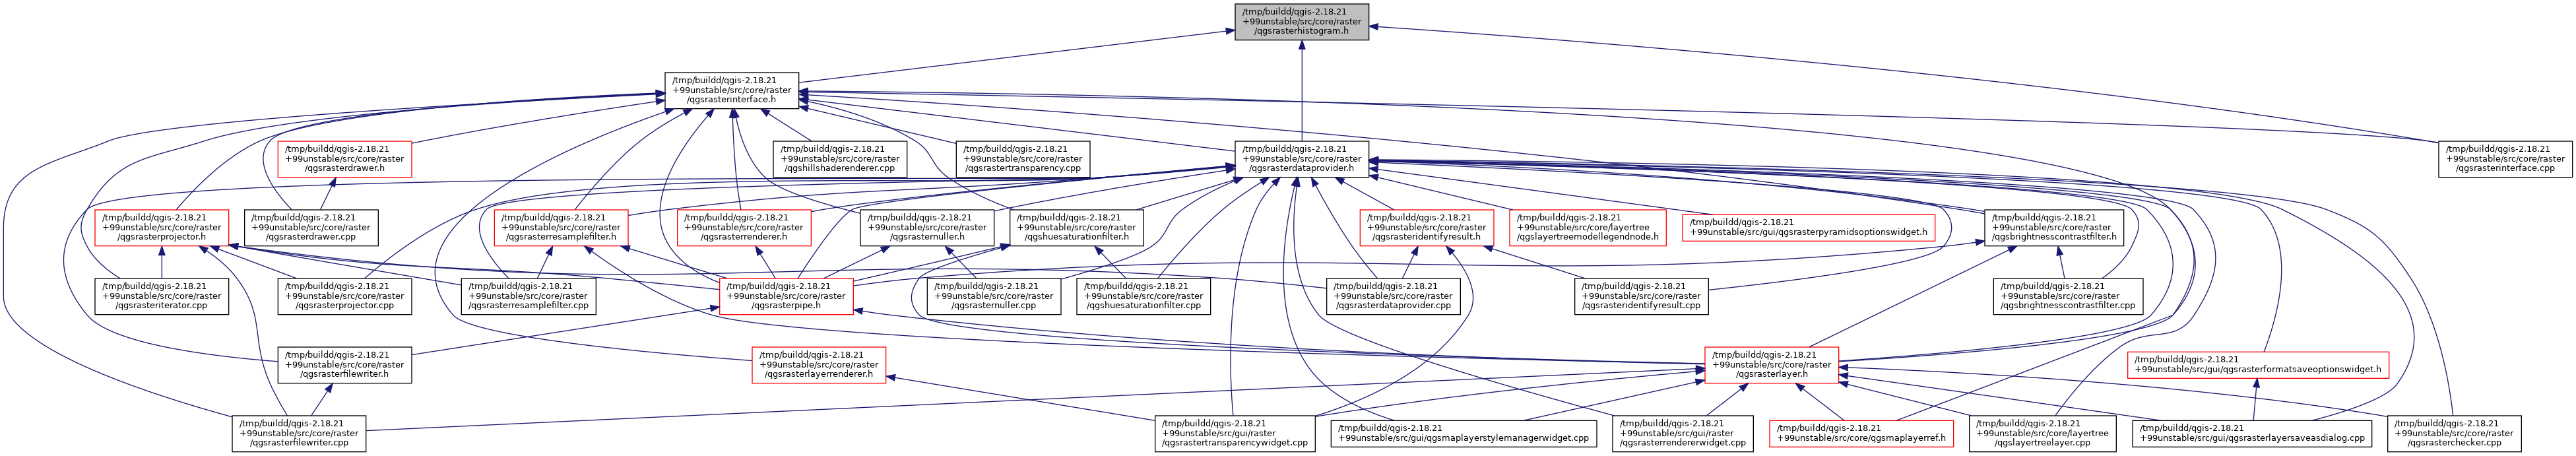 /tmp/buildd/qgis-2.18.21
+99unstable/src/core/raster
/qgsrasterhistogram.h
/tmp/buildd/qgis-2.18.21
+99unstable/src/core/raster
/qgsrasterinterface.h
/tmp/buildd/qgis-2.18.21
+99unstable/src/core/raster
/qgsrasterdrawer.h
/tmp/buildd/qgis-2.18.21
+99unstable/src/core/raster
/qgshillshaderenderer.cpp
/tmp/buildd/qgis-2.18.21
+99unstable/src/core/raster
/qgsrastertransparency.cpp
/tmp/buildd/qgis-2.18.21
+99unstable/src/core/raster
/qgsrasterdataprovider.h
/tmp/buildd/qgis-2.18.21
+99unstable/src/core/raster
/qgsrasterinterface.cpp
/tmp/buildd/qgis-2.18.21
+99unstable/src/core/raster
/qgsrasterprojector.h
/tmp/buildd/qgis-2.18.21
+99unstable/src/core/raster
/qgsrasterdrawer.cpp
/tmp/buildd/qgis-2.18.21
+99unstable/src/core/raster
/qgsrasterresamplefilter.h
/tmp/buildd/qgis-2.18.21
+99unstable/src/core/raster
/qgsrasterrenderer.h
/tmp/buildd/qgis-2.18.21
+99unstable/src/core/raster
/qgsrasternuller.h
/tmp/buildd/qgis-2.18.21
+99unstable/src/core/raster
/qgshuesaturationfilter.h
/tmp/buildd/qgis-2.18.21
+99unstable/src/core/raster
/qgsrasteridentifyresult.h
/tmp/buildd/qgis-2.18.21
+99unstable/src/core/layertree
/qgslayertreemodellegendnode.h
/tmp/buildd/qgis-2.18.21
+99unstable/src/gui/qgsrasterpyramidsoptionswidget.h
/tmp/buildd/qgis-2.18.21
+99unstable/src/core/raster
/qgsbrightnesscontrastfilter.h
/tmp/buildd/qgis-2.18.21
+99unstable/src/core/raster
/qgsrasteriterator.cpp
/tmp/buildd/qgis-2.18.21
+99unstable/src/core/raster
/qgsrasterprojector.cpp
/tmp/buildd/qgis-2.18.21
+99unstable/src/core/raster
/qgsrasterresamplefilter.cpp
/tmp/buildd/qgis-2.18.21
+99unstable/src/core/raster
/qgsrasterpipe.h
/tmp/buildd/qgis-2.18.21
+99unstable/src/core/raster
/qgsrasternuller.cpp
/tmp/buildd/qgis-2.18.21
+99unstable/src/core/raster
/qgshuesaturationfilter.cpp
/tmp/buildd/qgis-2.18.21
+99unstable/src/core/raster
/qgsrasterdataprovider.cpp
/tmp/buildd/qgis-2.18.21
+99unstable/src/core/raster
/qgsrasteridentifyresult.cpp
/tmp/buildd/qgis-2.18.21
+99unstable/src/core/raster
/qgsbrightnesscontrastfilter.cpp
/tmp/buildd/qgis-2.18.21
+99unstable/src/core/raster
/qgsrasterfilewriter.h
/tmp/buildd/qgis-2.18.21
+99unstable/src/core/raster
/qgsrasterlayerrenderer.h
/tmp/buildd/qgis-2.18.21
+99unstable/src/core/raster
/qgsrasterlayer.h
/tmp/buildd/qgis-2.18.21
+99unstable/src/gui/qgsrasterformatsaveoptionswidget.h
/tmp/buildd/qgis-2.18.21
+99unstable/src/core/raster
/qgsrasterfilewriter.cpp
/tmp/buildd/qgis-2.18.21
+99unstable/src/gui/raster
/qgsrastertransparencywidget.cpp
/tmp/buildd/qgis-2.18.21
+99unstable/src/gui/qgsmaplayerstylemanagerwidget.cpp
/tmp/buildd/qgis-2.18.21
+99unstable/src/gui/raster
/qgsrasterrendererwidget.cpp
/tmp/buildd/qgis-2.18.21
+99unstable/src/core/qgsmaplayerref.h
/tmp/buildd/qgis-2.18.21
+99unstable/src/core/layertree
/qgslayertreelayer.cpp
/tmp/buildd/qgis-2.18.21
+99unstable/src/gui/qgsrasterlayersaveasdialog.cpp
/tmp/buildd/qgis-2.18.21
+99unstable/src/core/raster
/qgsrasterchecker.cpp